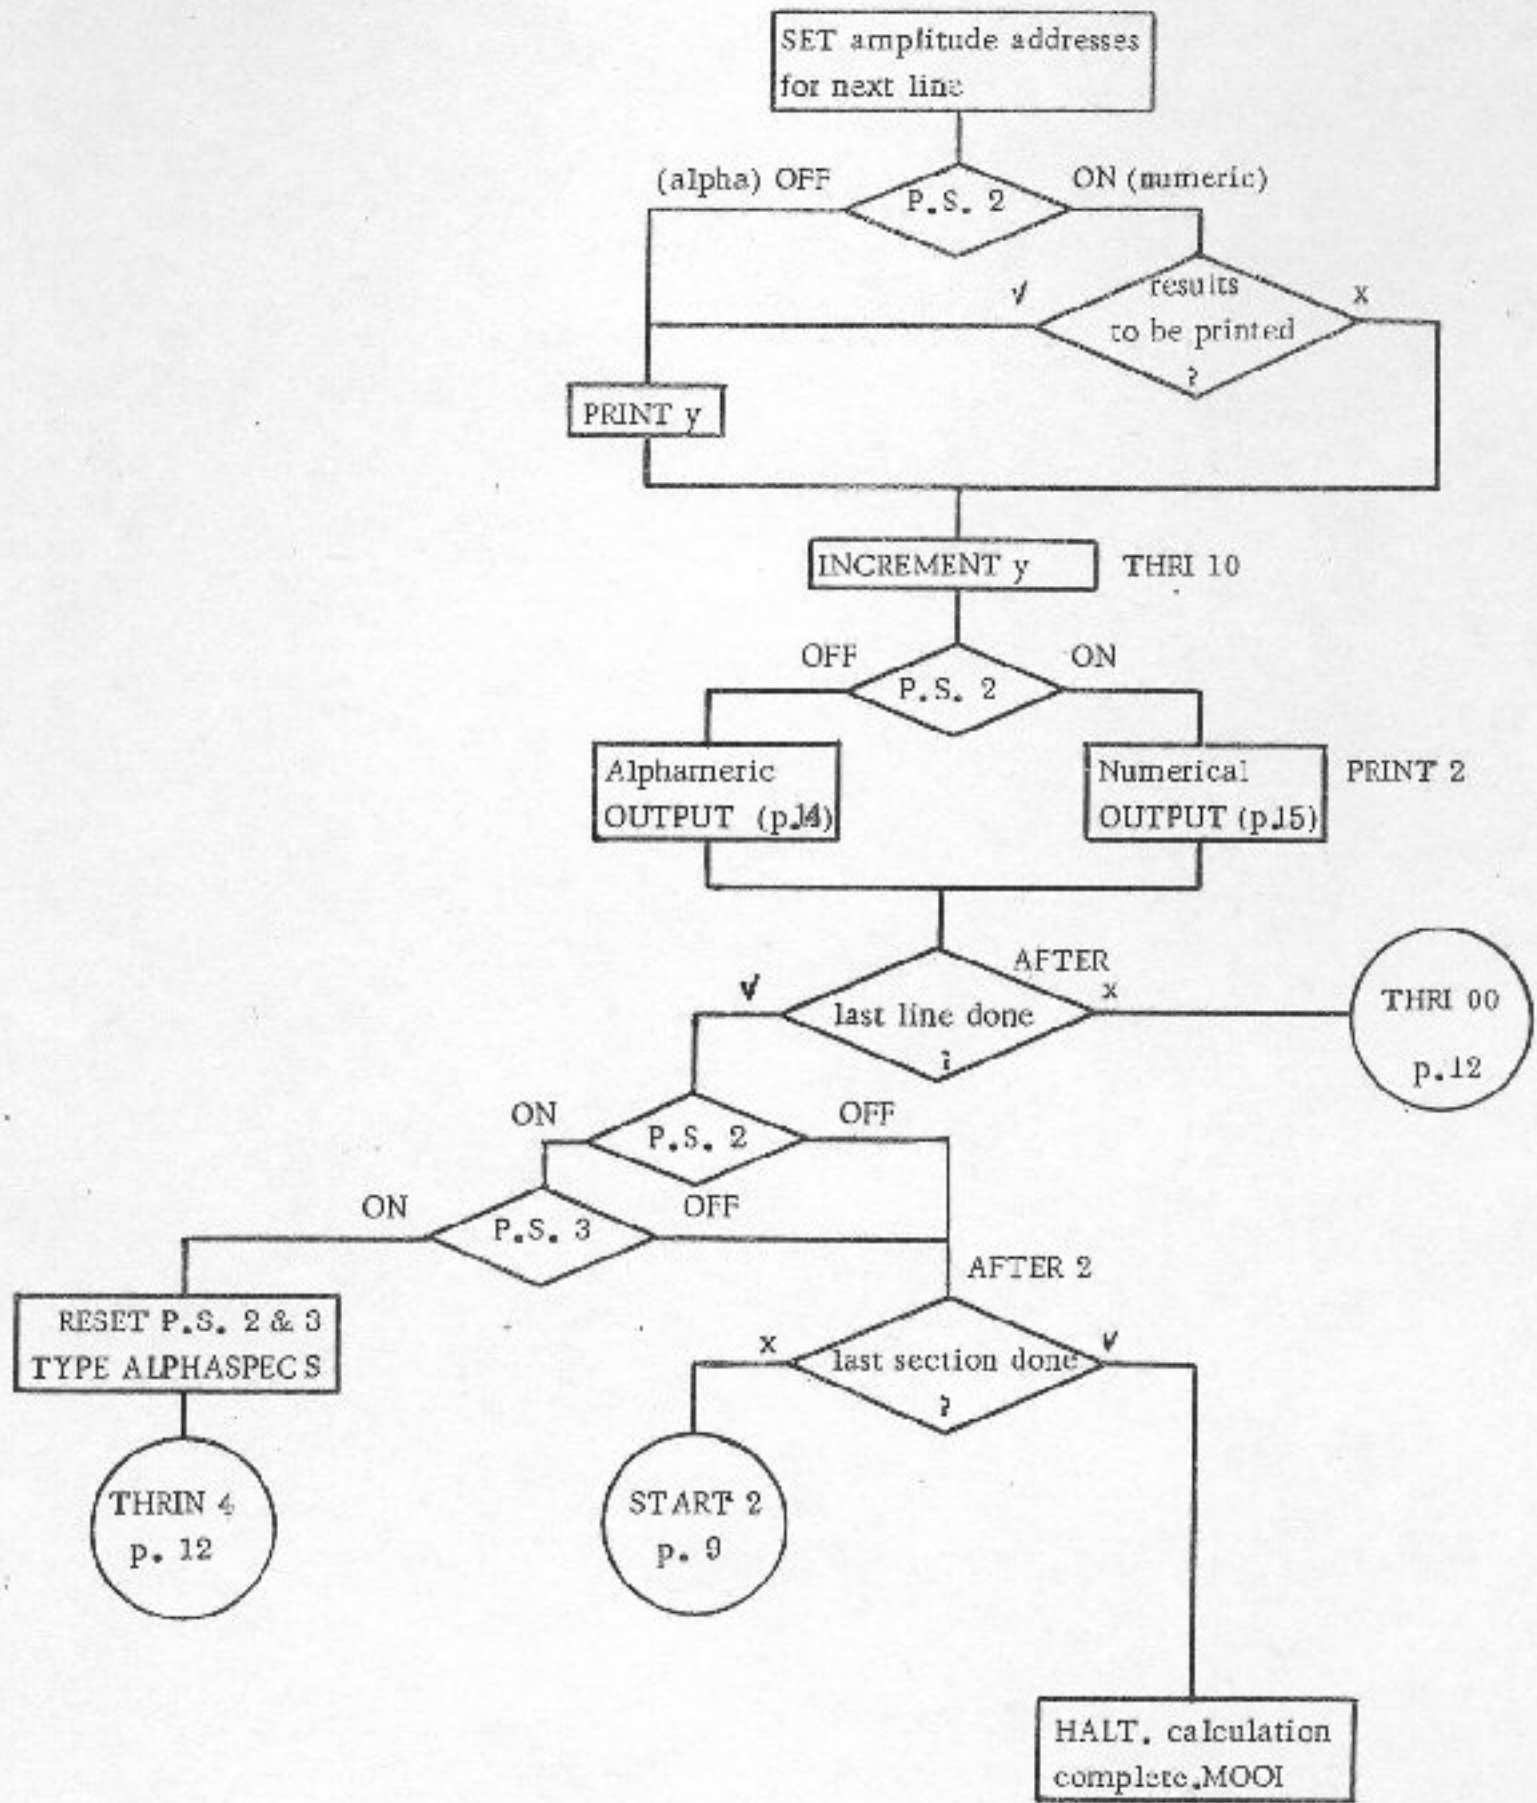 SET amplitude addresses
for next line
(alpha) OFF
P.S. 2
ON (numeric)
√
results
to be printed
?
x
PRINT y
INCREMENT y
THRI 10
OFF
P.S. 2
ON
Alphameric
OUTPUT (p.14)
Numerical
OUTPUT (p.15)
PRINT 2
AFTER
√
last line done
?
x
THRI 00
p.12
ON
P.S. 2
OFF
ON
P.S. 3
OFF
AFTER 2
RESET P.S. 2 & 3
TYPE ALPHASPECS
x
last section done
?
√
THRIN 4
p. 12
START 2
p. 9
HALT. calculation
complete.MOOI